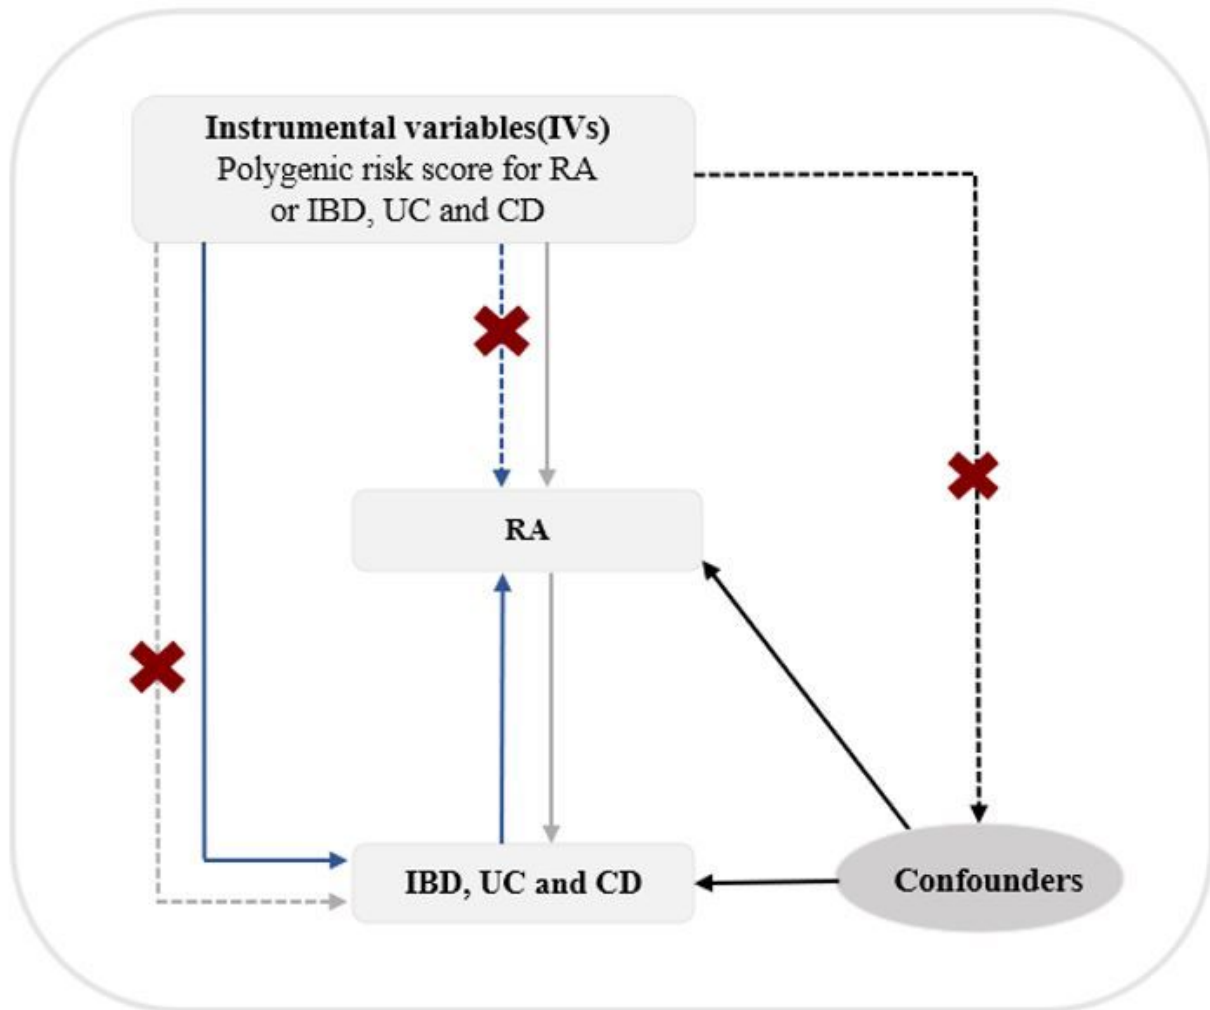 Instrumental variables(IVs)
Polygenic risk score for RA
or IBD, UC and CD
RA
IBD, UC and CD
Confounders